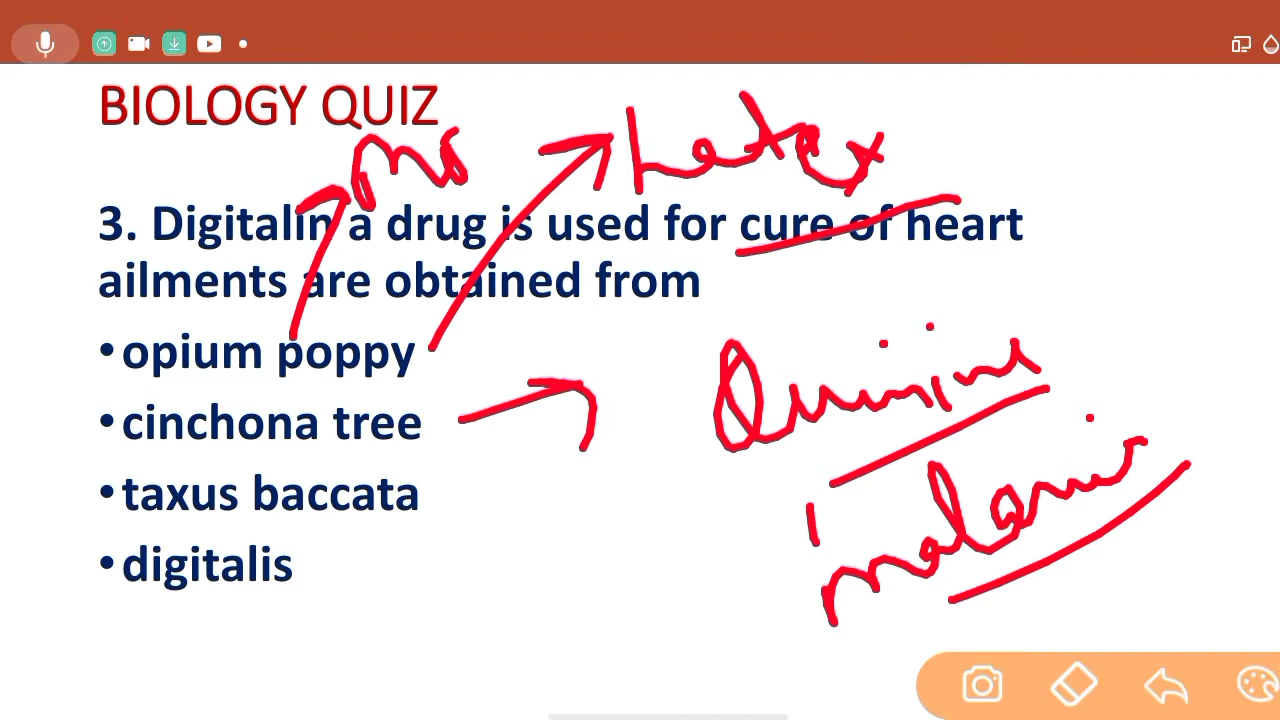 BIOLOGY QUIZ
Latex
3. Digitalin a drug is used for cure of heart
ailments are obtained from
•opium poppy
•cinchona tree
Quinine
•taxus baccata
malaria
•digitalis